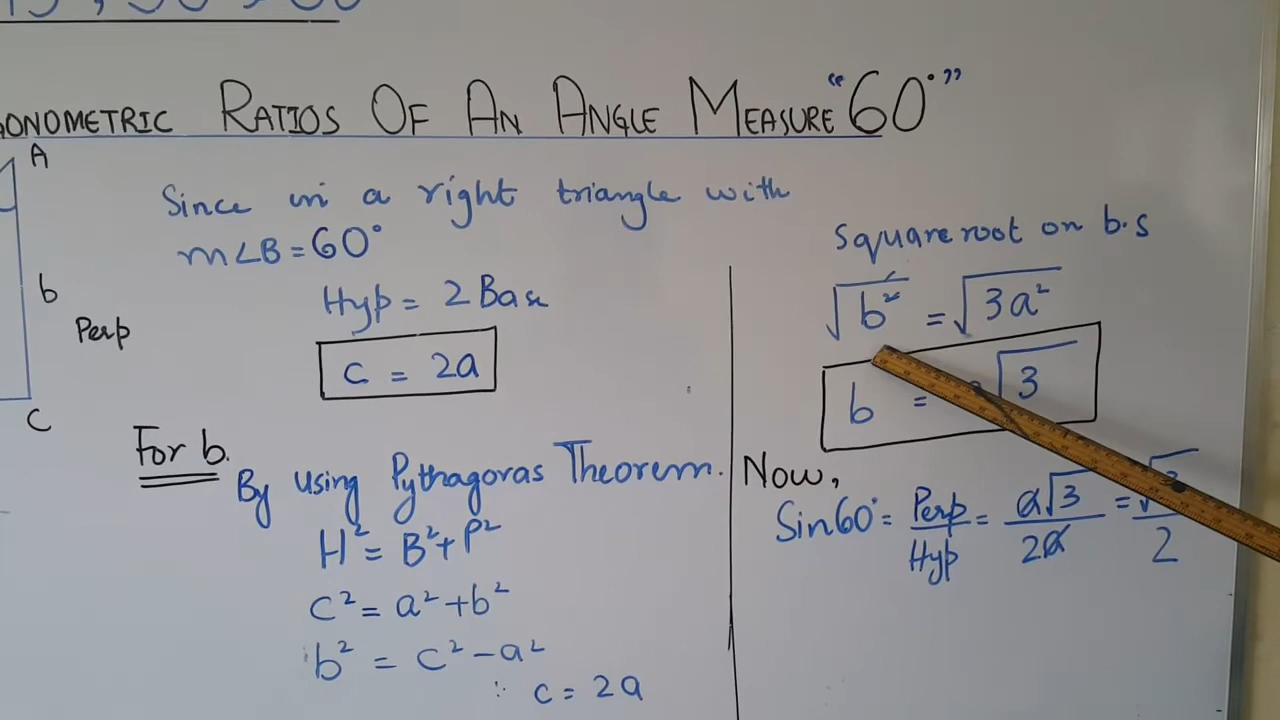 ONOMETRIC RATIOS OF AN ANGLE MEASURE "60°"
A
b
Perp
C
Since in a right triangle with
m∠B = 60°
Hyp = 2 Base
c = 2a
For b.
By using Pythagoras Theorem.
H² = B² + P²
c² = a² + b²
b² = c² - a²
∵ c = 2a
Square root on b.s
√b² = √3a²
b = √3
Now,
Sin60° = Perp/Hyp = a√3/2a = √3/2